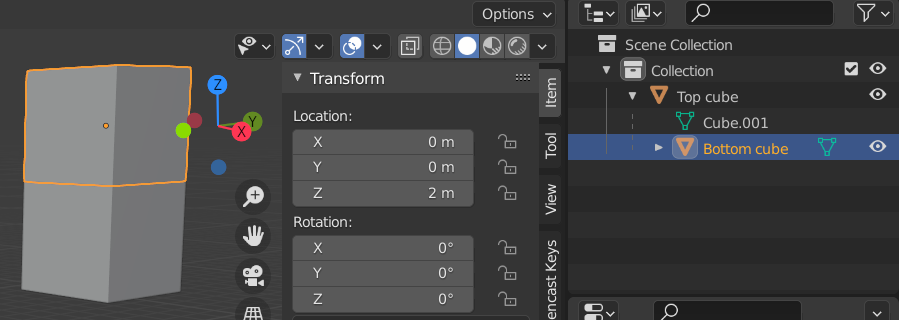 Options
Z
Y
X
Transform
Location:
X 0 m
Y 0 m
Z 2 m
Rotation:
X 0°
Y 0°
Z 0°
Item
Tool
View
encast Keys
Scene Collection
Collection
Top cube
Cube.001
Bottom cube